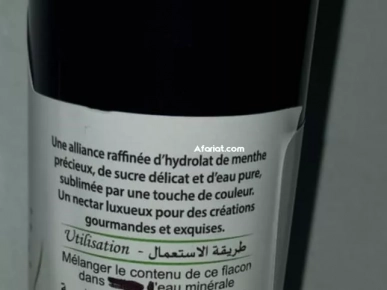 Afariat.com
Une alliance raffinée d'hydrolat de menthe
précieux, de sucre délicat et d'eau pure,
sublimée par une touche de couleur.
Un nectar luxueux pour des créations
gourmandes et exquises.
Utilisation - طريقة الاستعمال
Mélanger le contenu de ce flacon
dans d'eau minérale